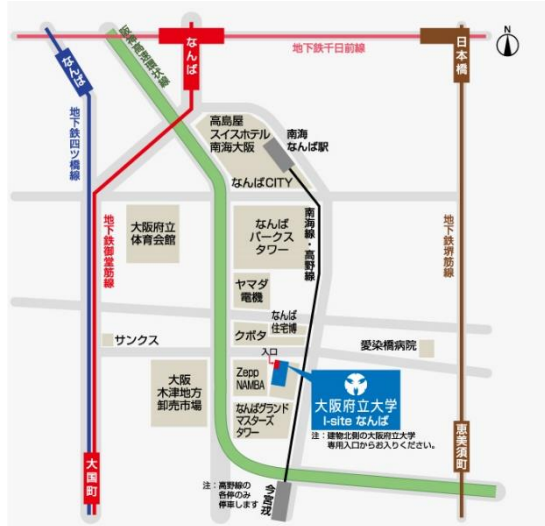 なんば
なんば
日本橋
N
地下鉄千日前線
阪神高速環状線
地下鉄四ツ橋線
高島屋
スイスホテル
南海大阪
南海
なんば駅
なんばCITY
地下鉄御堂筋線
大阪府立
体育会館
なんば
パークス
タワー
南海線・高野線
地下鉄堺筋線
ヤマダ
電機
なんば
住宅博
クボタ
サンクス
入口
愛染橋病院
大阪
木津地方
卸売市場
Zepp
NAMBA
大阪府立大学
I-site なんば
なんばグランド
マスターズ
タワー
注：建物北側の大阪府立大学
専用入口からお入りください。
恵美須町
大国町
注：高野線の
各停のみ
停車します
今宮戎